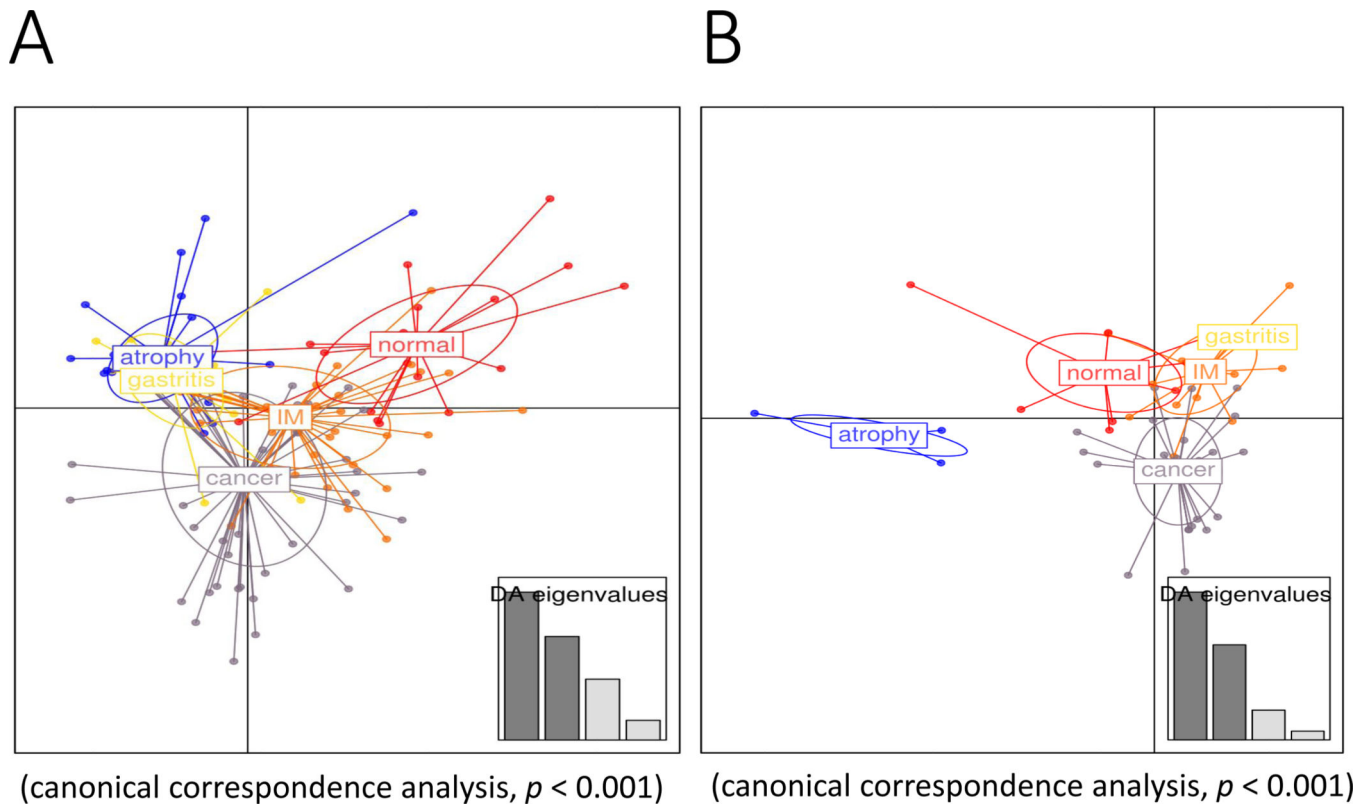 A
B
atrophy
gastritis
normal
IM
cancer
DA eigenvalues
(canonical correspondence analysis, p < 0.001)
gastritis
normal
IM
atrophy
cancer
DA eigenvalues
(canonical correspondence analysis, p < 0.001)